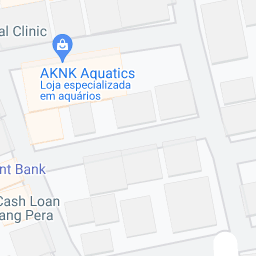 al Clinic
AKNK Aquatics
Loja especializada
em aquários
nt Bank
Cash Loan
ang Pera